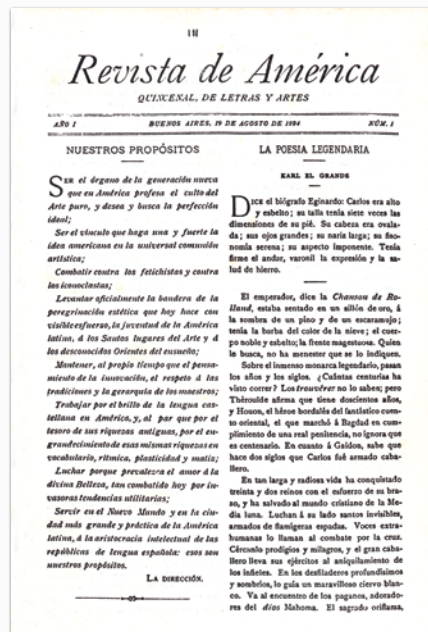 Revista de América
QUINCENAL, DE LETRAS Y ARTES
AÑO I BUENOS AIRES, 19 DE AGOSTO DE 1894 NÚM. 1
NUESTROS PROPÓSITOS
SER el órgano de la generación nueva
que en América profesa el culto del
Arte puro, y desea y busca la perfección
ideal;
Ser el vínculo que haga una y fuerte la
idea americana en la universal comunión
artística;
Combatir contra los fetichistas y contra
los iconoclastas;
Levantar oficialmente la bandera de la
peregrinación estética que hoy hace con
visible esfuerzo, la juventud de la América
latina, á los Santos Lugares del Arte y á
los desconocidos Orientes del ensueño;
Mantener, al propio tiempo que el pensa-
miento de la innovación, el respeto á las
tradiciones y la gerarquía de los maestros;
Trabajar por el brillo de la lengua cas-
tellana en América, y, al par que por el
tesoro de sus riquezas antiguas, por el en-
grandecimiento de esas mismas riquezas en
vocabulario, rítmica, plasticidad y matiz;
Luchar porque prevalezca el amor á la
divina Belleza, tan combatido hoy por in-
vasoras tendencias utilitarias;
Servir en el Nuevo Mundo y en la ciu-
dad más grande y práctica de la América
latina, á la aristocracia intelectual de las
repúblicas de lengua española: esos son
nuestros propósitos.
LA DIRECCIÓN.
LA POESIA LEGENDARIA
KARL EL GRANDE
DICE el biógrafo Eginardo: Carlos era alto
y esbelto; su talla tenía siete veces las
dimensiones de su pié. Su cabeza era ovala-
da; sus ojos grandes; su nariz larga; su fiso-
nomía serena; su aspecto imponente. Tenía
firme el andar, varonil la expresión y la sa-
lud de hierro.
El emperador, dice la Chanson de Ro-
lland, estaba sentado en un sillón de oro, á
la sombra de un pino y de un escaramujo;
tenía la barba del color de la nieve; el cuer-
po noble y esbelto; la frente magestuosa. Quien
le busca, no ha menester que se lo indiquen.
Sobre el inmenso monarca legendario, pasan
los años y los siglos. ¿Cuántas centurias ha
visto correr? Los trouvérer no lo sabe; pero
Thëroulde afirma que tiene doscientos años,
y Houon, el héroe bordalés del fantástico cuen-
to oriental, el que marchó á Bagdad en cum-
plimiento de una real penitencia, no ignora que
es centenario. En cuanto á Gaidon, sabe que
hace dos siglos que Carlos fué armado caba-
llero.
En tan larga y radiosa vida ha conquistado
treinta y dos reinos con el esfuerzo de su bra-
zo, y ha salvado al mundo cristiano de la Me-
dia luna. Luchan á su lado santos invisibles,
armados de flamígeras espadas. Voces extra-
humanas lo llaman al combate por la cruz.
Cércanlo prodigios y milagros, y el gran caba-
llero lleva sus ejércitos al aniquilamiento de
los infieles. En los desfiladeros profundísimos
y sombríos, lo guía un maravilloso ciervo blan-
co. Va al encuentro de los paganos, adorado-
res del dios Mahoma. El sagrado oriflama,